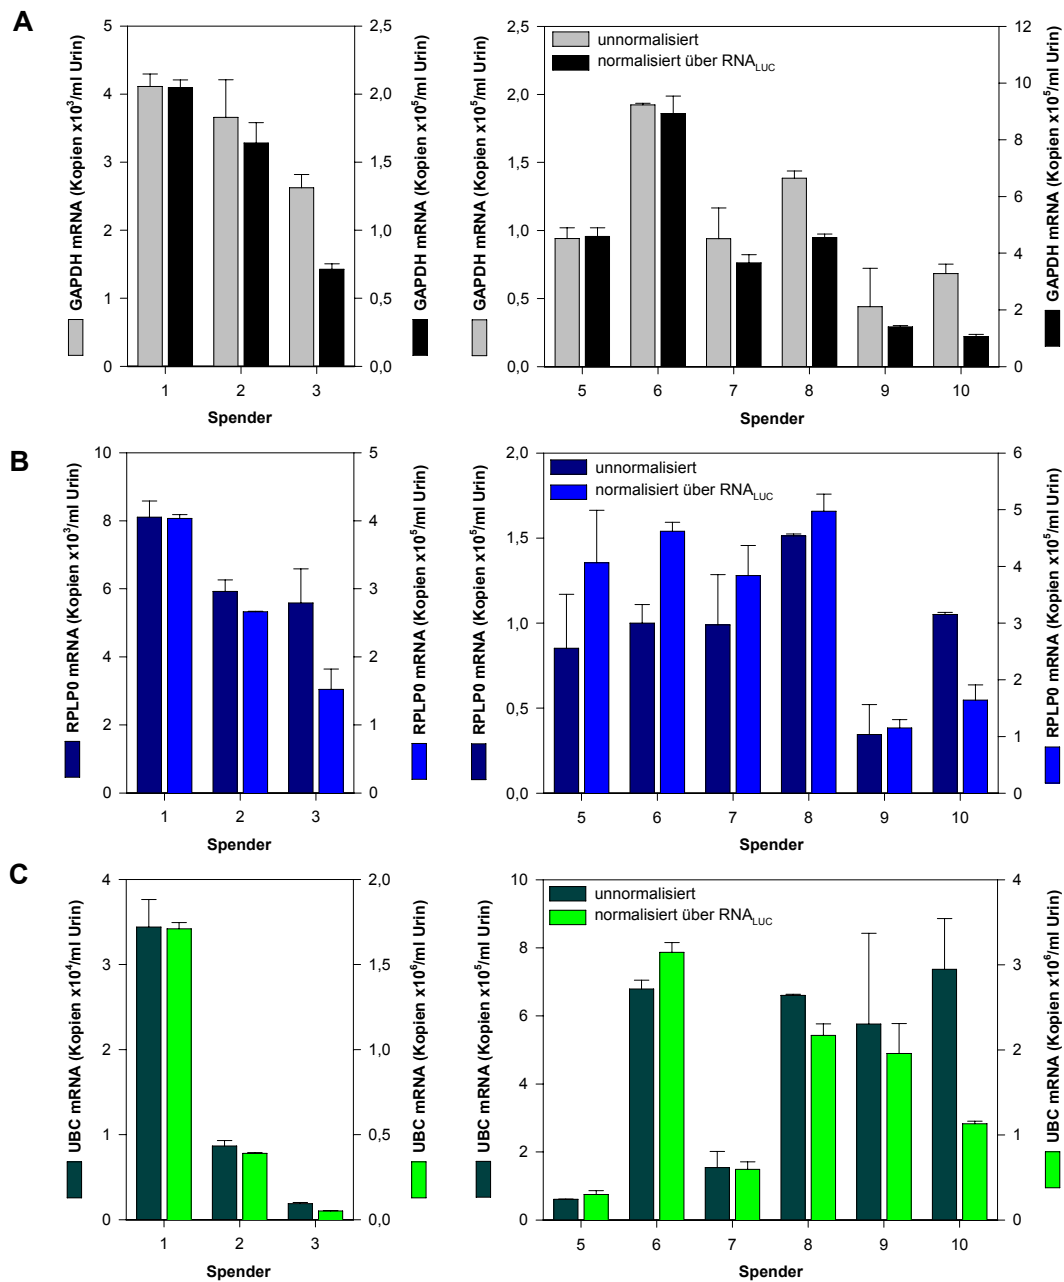 A
GAPDH mRNA (Kopien x10³/ml Urin)
5
4
3
2
1
0
2,5
2,0
1,5
1,0
0,5
0,0
GAPDH mRNA (Kopien x10⁵/ml Urin)
1 2 3
Spender
GAPDH mRNA (Kopien x10⁵/ml Urin)
2,5
2,0
1,5
1,0
0,5
0,0
unnormalisiert
normalisiert über RNA_LUC
12
10
8
6
4
2
0
GAPDH mRNA (Kopien x10⁵/ml Urin)
5 6 7 8 9 10
Spender
B
RPLP0 mRNA (Kopien x10³/ml Urin)
10
8
6
4
2
0
5
4
3
2
1
0
RPLP0 mRNA (Kopien x10⁵/ml Urin)
1 2 3
Spender
RPLP0 mRNA (Kopien x10⁵/ml Urin)
2,0
1,5
1,0
0,5
0,0
unnormalisiert
normalisiert über RNA_LUC
6
5
4
3
2
1
0
RPLP0 mRNA (Kopien x10⁵/ml Urin)
5 6 7 8 9 10
Spender
C
UBC mRNA (Kopien x10⁴/ml Urin)
4
3
2
1
0
2,0
1,5
1,0
0,5
0,0
UBC mRNA (Kopien x10⁶/ml Urin)
1 2 3
Spender
UBC mRNA (Kopien x10⁵/ml Urin)
10
8
6
4
2
0
unnormalisiert
normalisiert über RNA_LUC
4
3
2
1
0
UBC mRNA (Kopien x10⁶/ml Urin)
5 6 7 8 9 10
Spender